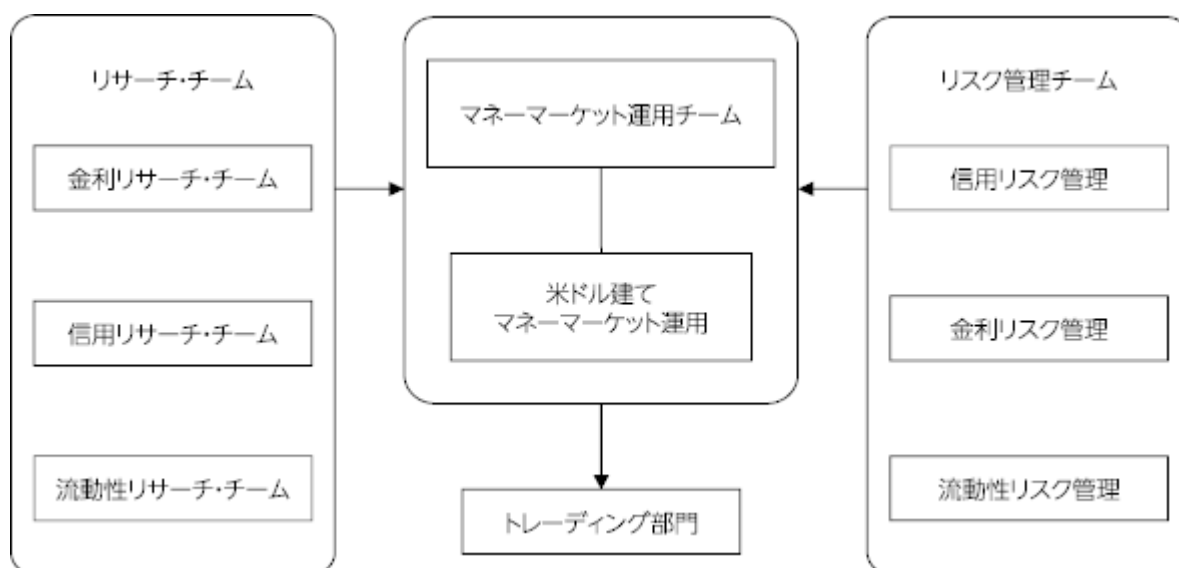 リサーチ・チーム
金利リサーチ・チーム
信用リサーチ・チーム
流動性リサーチ・チーム
マネーマーケット運用チーム
米ドル建て
マネーマーケット運用
トレーディング部門
リスク管理チーム
信用リスク管理
金利リスク管理
流動性リスク管理